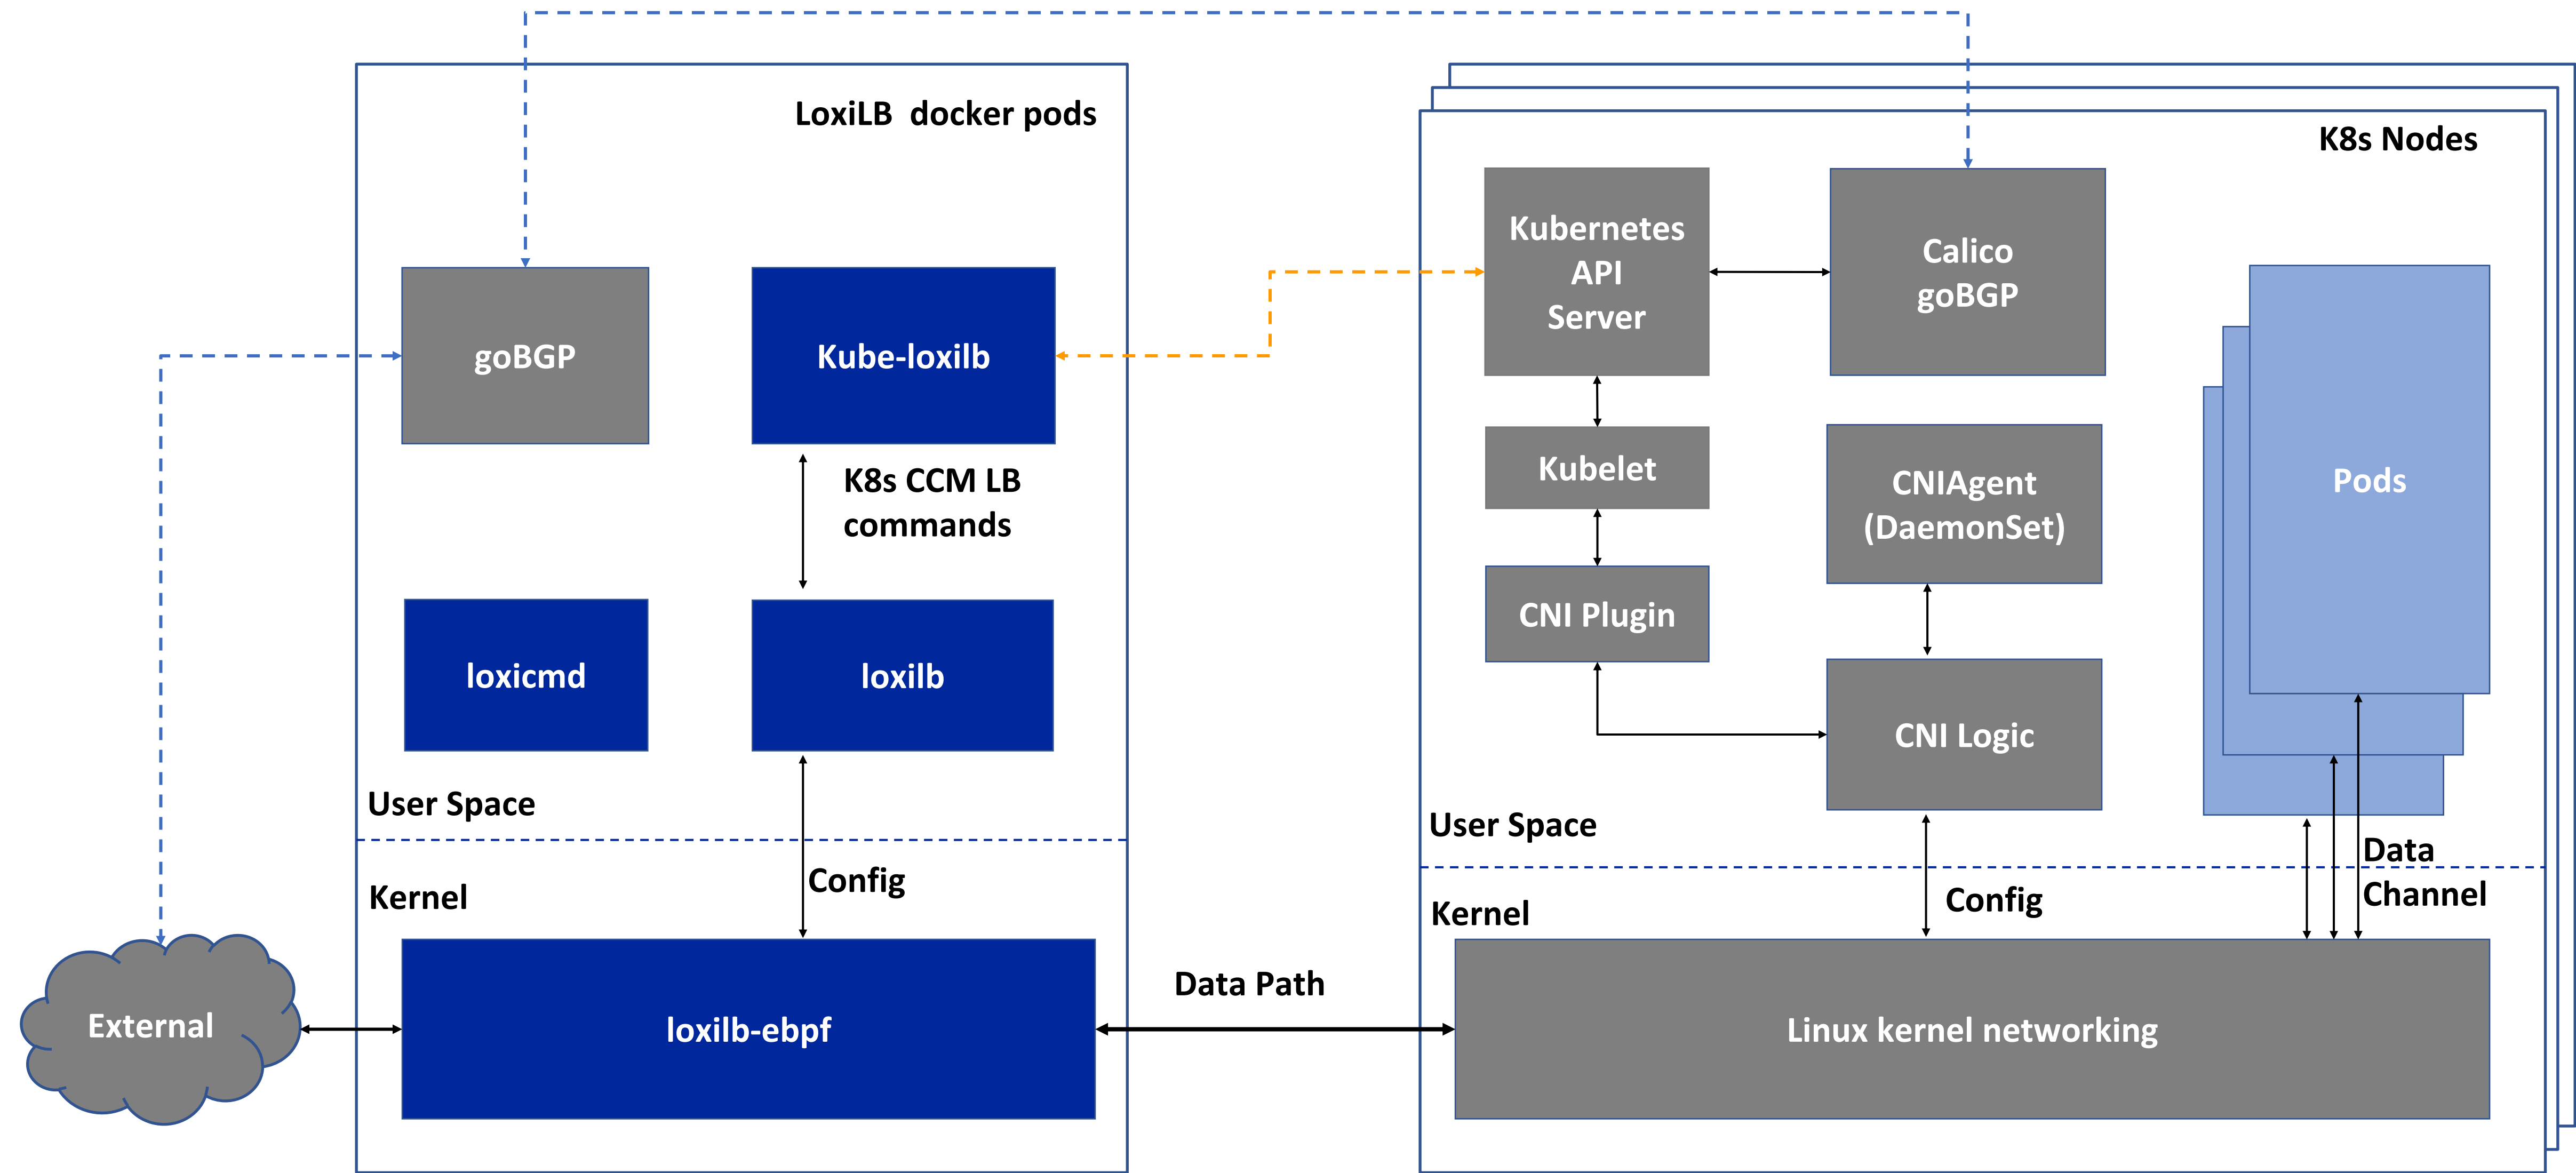 LoxiLB  docker pods
goBGP
Kube-loxilb
K8s CCM LB
commands
loxicmd
loxilb
User Space
Kernel
Config
External
loxilb-ebpf
Data Path
K8s Nodes
Kubernetes
API
Server
Calico
goBGP
Kubelet
CNIAgent
(DaemonSet)
Pods
CNI Plugin
CNI Logic
User Space
Kernel
Config
Data
Channel
Linux kernel networking